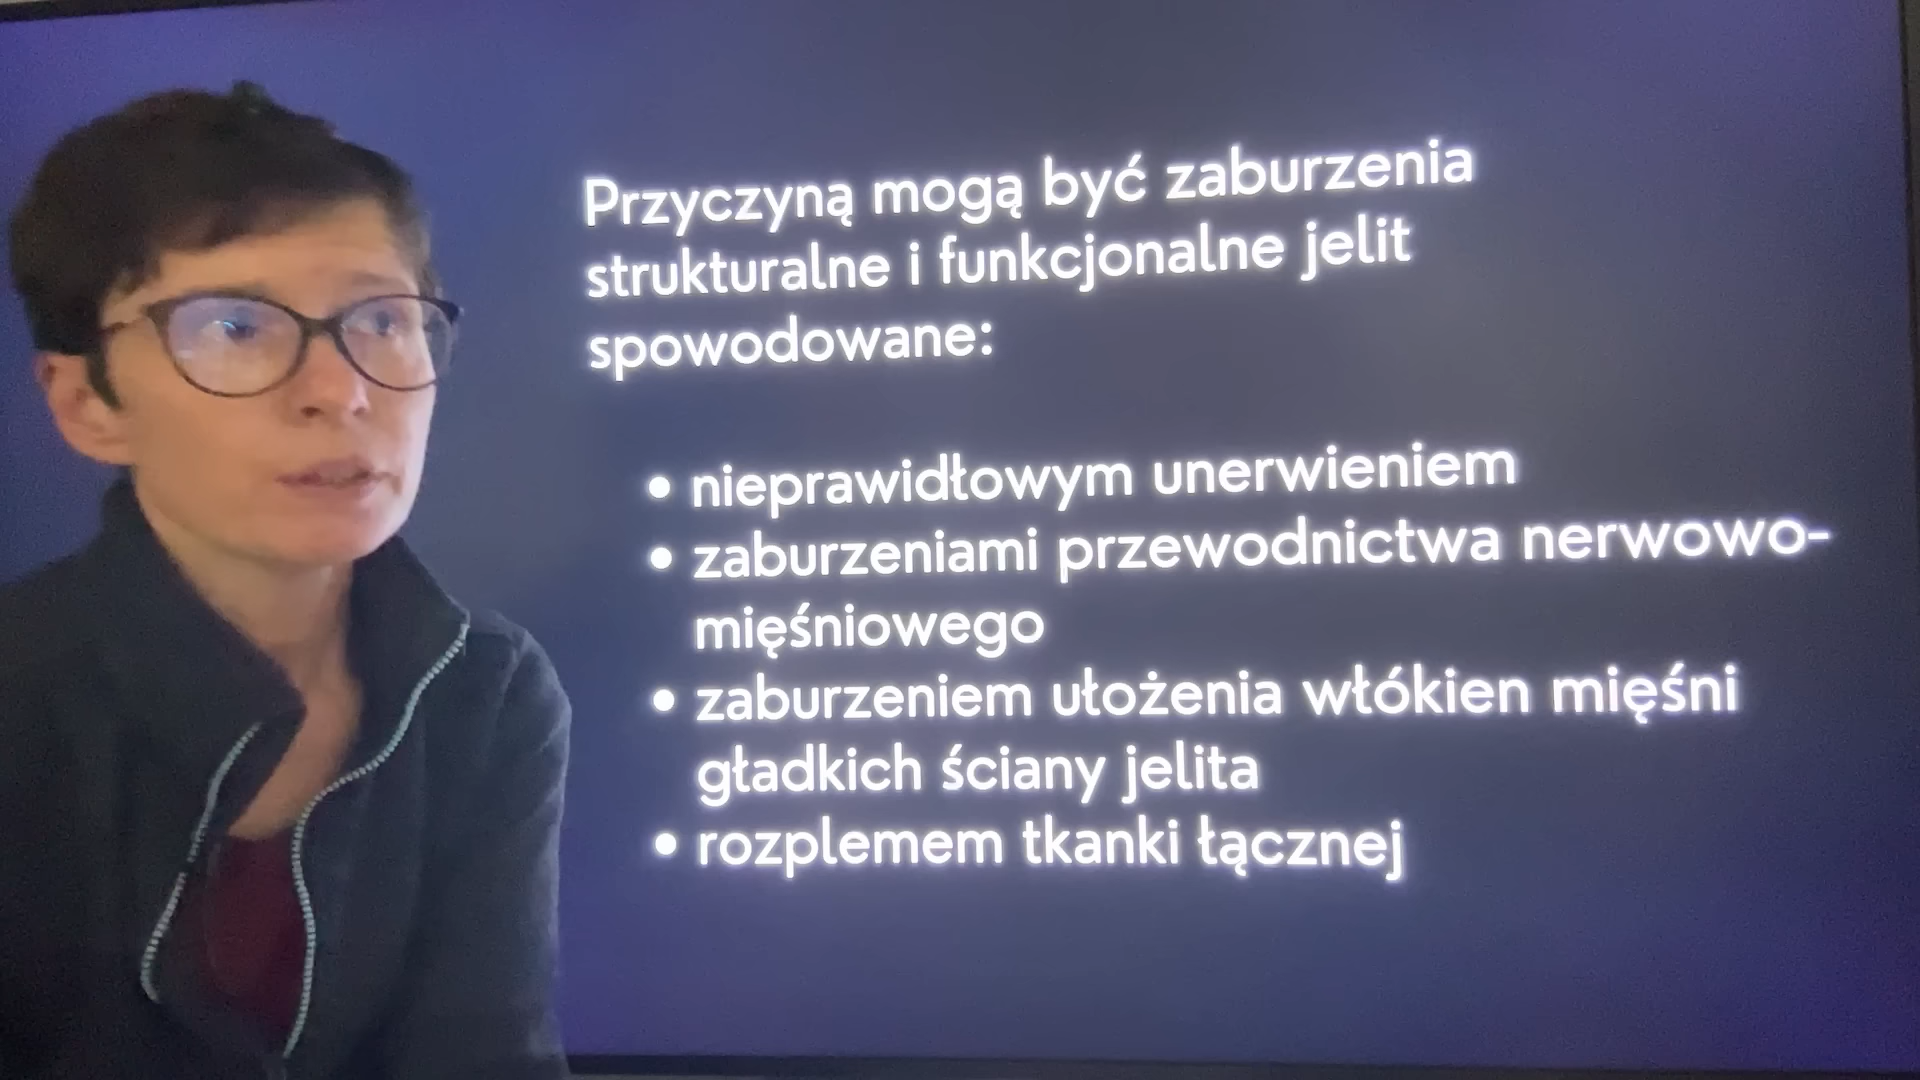 Przyczyną mogą być zaburzenia
strukturalne i funkcjonalne jelit
spowodowane:
• nieprawidłowym unerwieniem
• zaburzeniami przewodnictwa nerwowo-
mięśniowego
• zaburzeniem ułożenia włókien mięśni
gładkich ściany jelita
• rozplemem tkanki łącznej